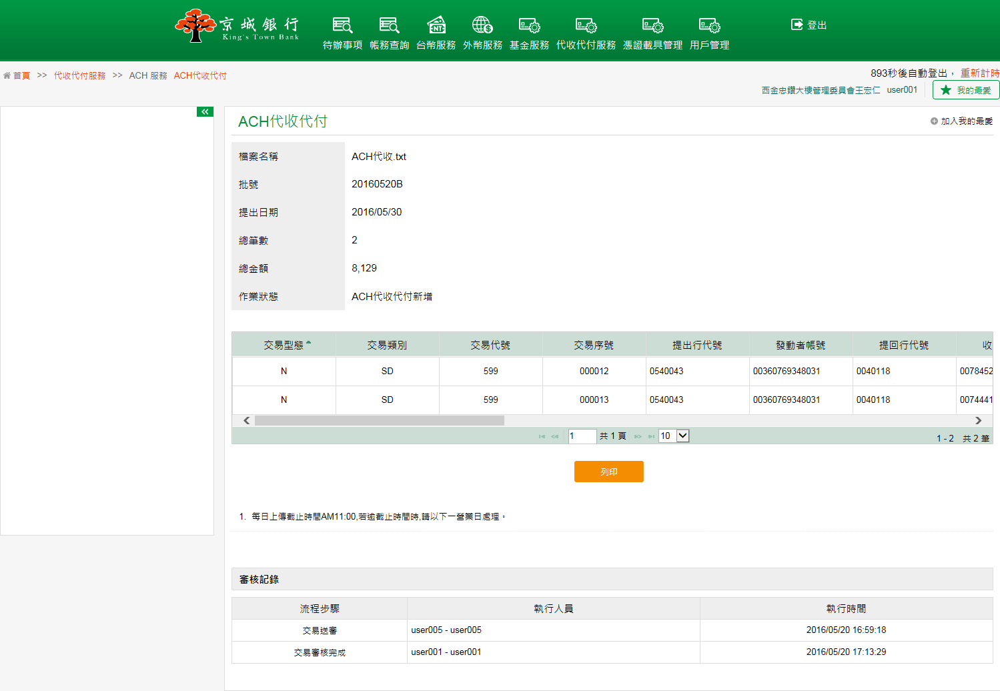 京城銀行
King's Town Bank
待辦事項 帳務查詢 台幣服務 外幣服務 基金服務 代收代付服務 憑證載具管理 用戶管理
登出
首頁 >> 代收代付服務 >> ACH 服務 ACH代收代付
893秒後自動登出， 重新計時
西金忠鑽大樓管理委員會王宏仁 user001
我的最愛
ACH代收代付
加入我的最愛
檔案名稱 ACH代收.txt
批號 20160520B
提出日期 2016/05/30
總筆數 2
總金額 8,129
作業狀態 ACH代收代付新增
交易型態 交易類別 交易代號 交易序號 提出行代號 發動者帳號 提回行代號 收
N SD 599 000012 0540043 00360769348031 0040118 0078452
N SD 599 000013 0540043 00360769348031 0040118 0074441
1 共 1 頁 10
1 - 2 共 2 筆
列印
1. 每日上傳截止時間AM11:00,若逾截止時間時,請以下一營業日處理。
審核記錄
流程步驟 執行人員 執行時間
交易送審 user005 - user005 2016/05/20 16:59:18
交易審核完成 user001 - user001 2016/05/20 17:13:29